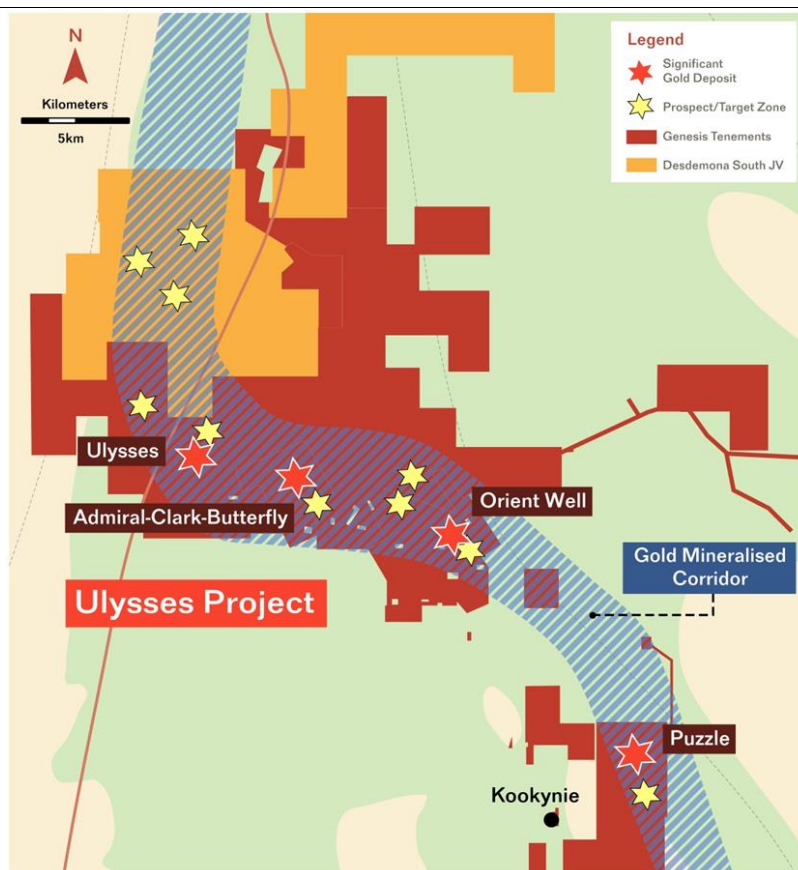 N
Kilometers
5km
Legend
Significant
Gold Deposit
Prospect/Target Zone
Genesis Tenements
Desdemona South JV
Ulysses
Admiral-Clark-Butterfly
Orient Well
Gold Mineralised
Corridor
Ulysses Project
Puzzle
Kookynie